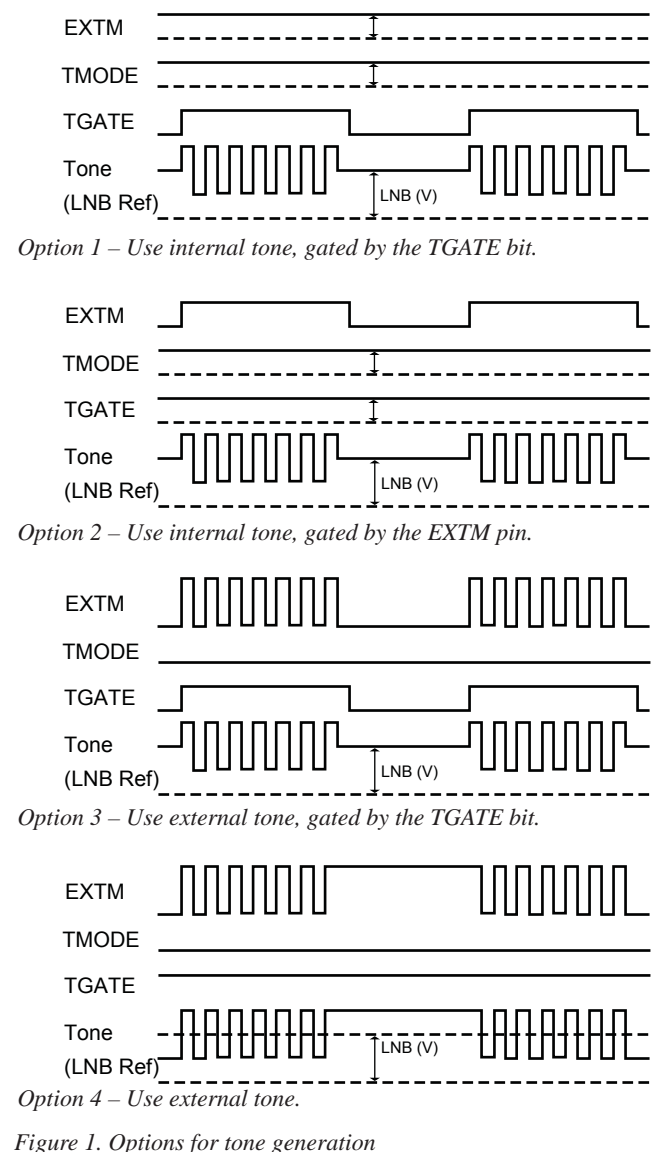 EXTM
TMODE
TGATE
Tone
(LNB Ref)
LNB (V)
Option 1 – Use internal tone, gated by the TGATE bit.
EXTM
TMODE
TGATE
Tone
(LNB Ref)
LNB (V)
Option 2 – Use internal tone, gated by the EXTM pin.
EXTM
TMODE
TGATE
Tone
(LNB Ref)
LNB (V)
Option 3 – Use external tone, gated by the TGATE bit.
EXTM
TMODE
TGATE
Tone
(LNB Ref)
LNB (V)
Option 4 – Use external tone.
Figure 1. Options for tone generation